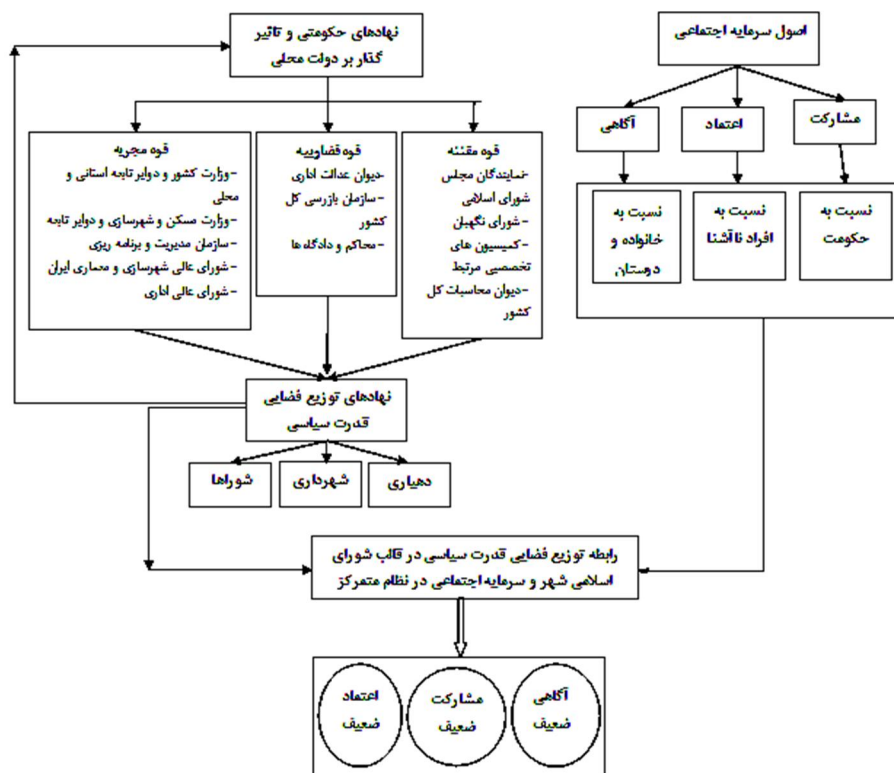 اصول سرمایه اجتماعی
مشارکت
اعتماد
آگاهی
نسبت به
حکومت
نسبت به
افراد ناآشنا
نسبت به
خانواده و
دوستان
نهادهای حکومتی و تاثیر
گذار بر دولت محلی
قوه مقننه
-نمایندگان مجلس
شورای اسلامی
-شورای نگهبان
-کمیسیون های
تخصصی مرتبط
-دیوان محاسبات کل
کشور
قوه قضاوییه
-دیوان عدالت اداری
-سازمان بازرسی کل
کشور
-محاکم و دادگاه ها
قوه مجریه
-وزارت کشور و دوایر تابعه استانی و
محلی
-وزارت مسکن و شهرسازی و دوایر تابعه
-سازمان مدیریت و برنامه ریزی
-شورای عالی شهرسازی و معماری ایران
-شورای عالی اداری
نهادهای توزیع فضایی
قدرت سیاسی
دهیاری
شهرداری
شوراها
رابطه توزیع فضایی قدرت سیاسی در قالب شورای
اسلامی شهر و سرمایه اجتماعی در نظام متمرکز
آگاهی
ضعیف
مشارکت
ضعیف
اعتماد
ضعیف